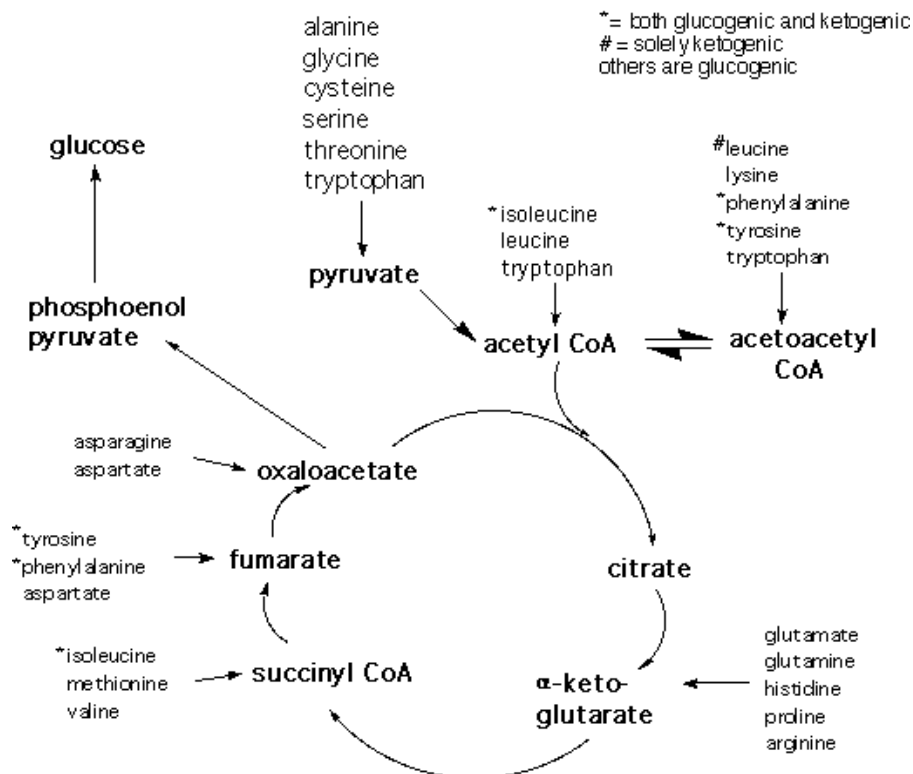 alanine
glycine
cysteine
serine
threonine
tryptophan
*= both glucogenic and ketogenic
# = solely ketogenic
others are glucogenic
glucose
#leucine
lysine
*phenylalanine
*tyrosine
tryptophan
*isoleucine
leucine
tryptophan
pyruvate
phosphoenol
pyruvate
acetyl CoA
acetoacetyl
CoA
asparagine
aspartate
oxaloacetate
*tyrosine
*phenylalanine
aspartate
fumarate
citrate
*isoleucine
methionine
valine
succinyl CoA
α-keto-
glutarate
glutamate
glutamine
histidine
proline
arginine